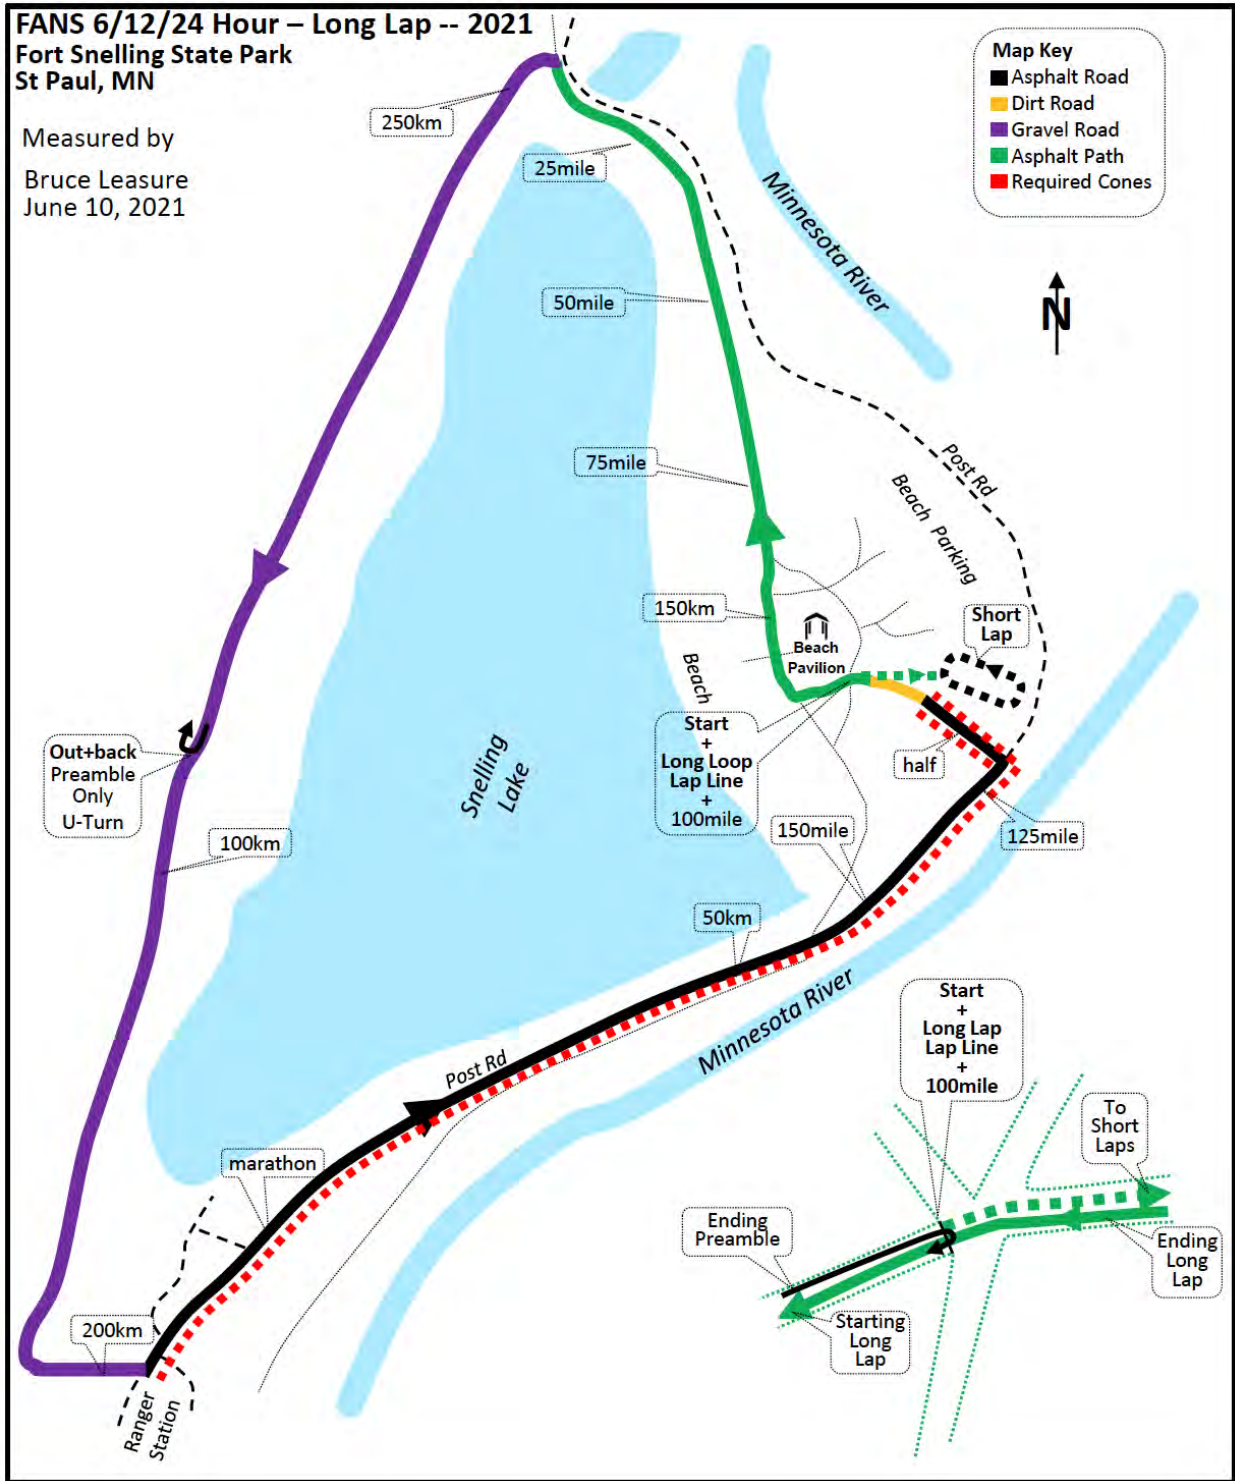 FANS 6/12/24 Hour – Long Lap -- 2021
Fort Snelling State Park
St Paul, MN
Measured by
Bruce Leasure
June 10, 2021
Map Key
Asphalt Road
Dirt Road
Gravel Road
Asphalt Path
Required Cones
250km
25mile
Minnesota River
N
50mile
75mile
Post Rd
Beach Parking
150km
Beach
Pavilion
Short
Lap
Beach
Start
+
Long Loop
Lap Line
+
100mile
half
Out+back
Preamble
Only
U-Turn
Snelling
Lake
100km
150mile
125mile
50km
Minnesota River
Post Rd
marathon
200km
Ranger
Station
Start
+
Long Lap
Lap Line
+
100mile
To
Short
Laps
Ending
Preamble
Ending
Long
Lap
Starting
Long
Lap